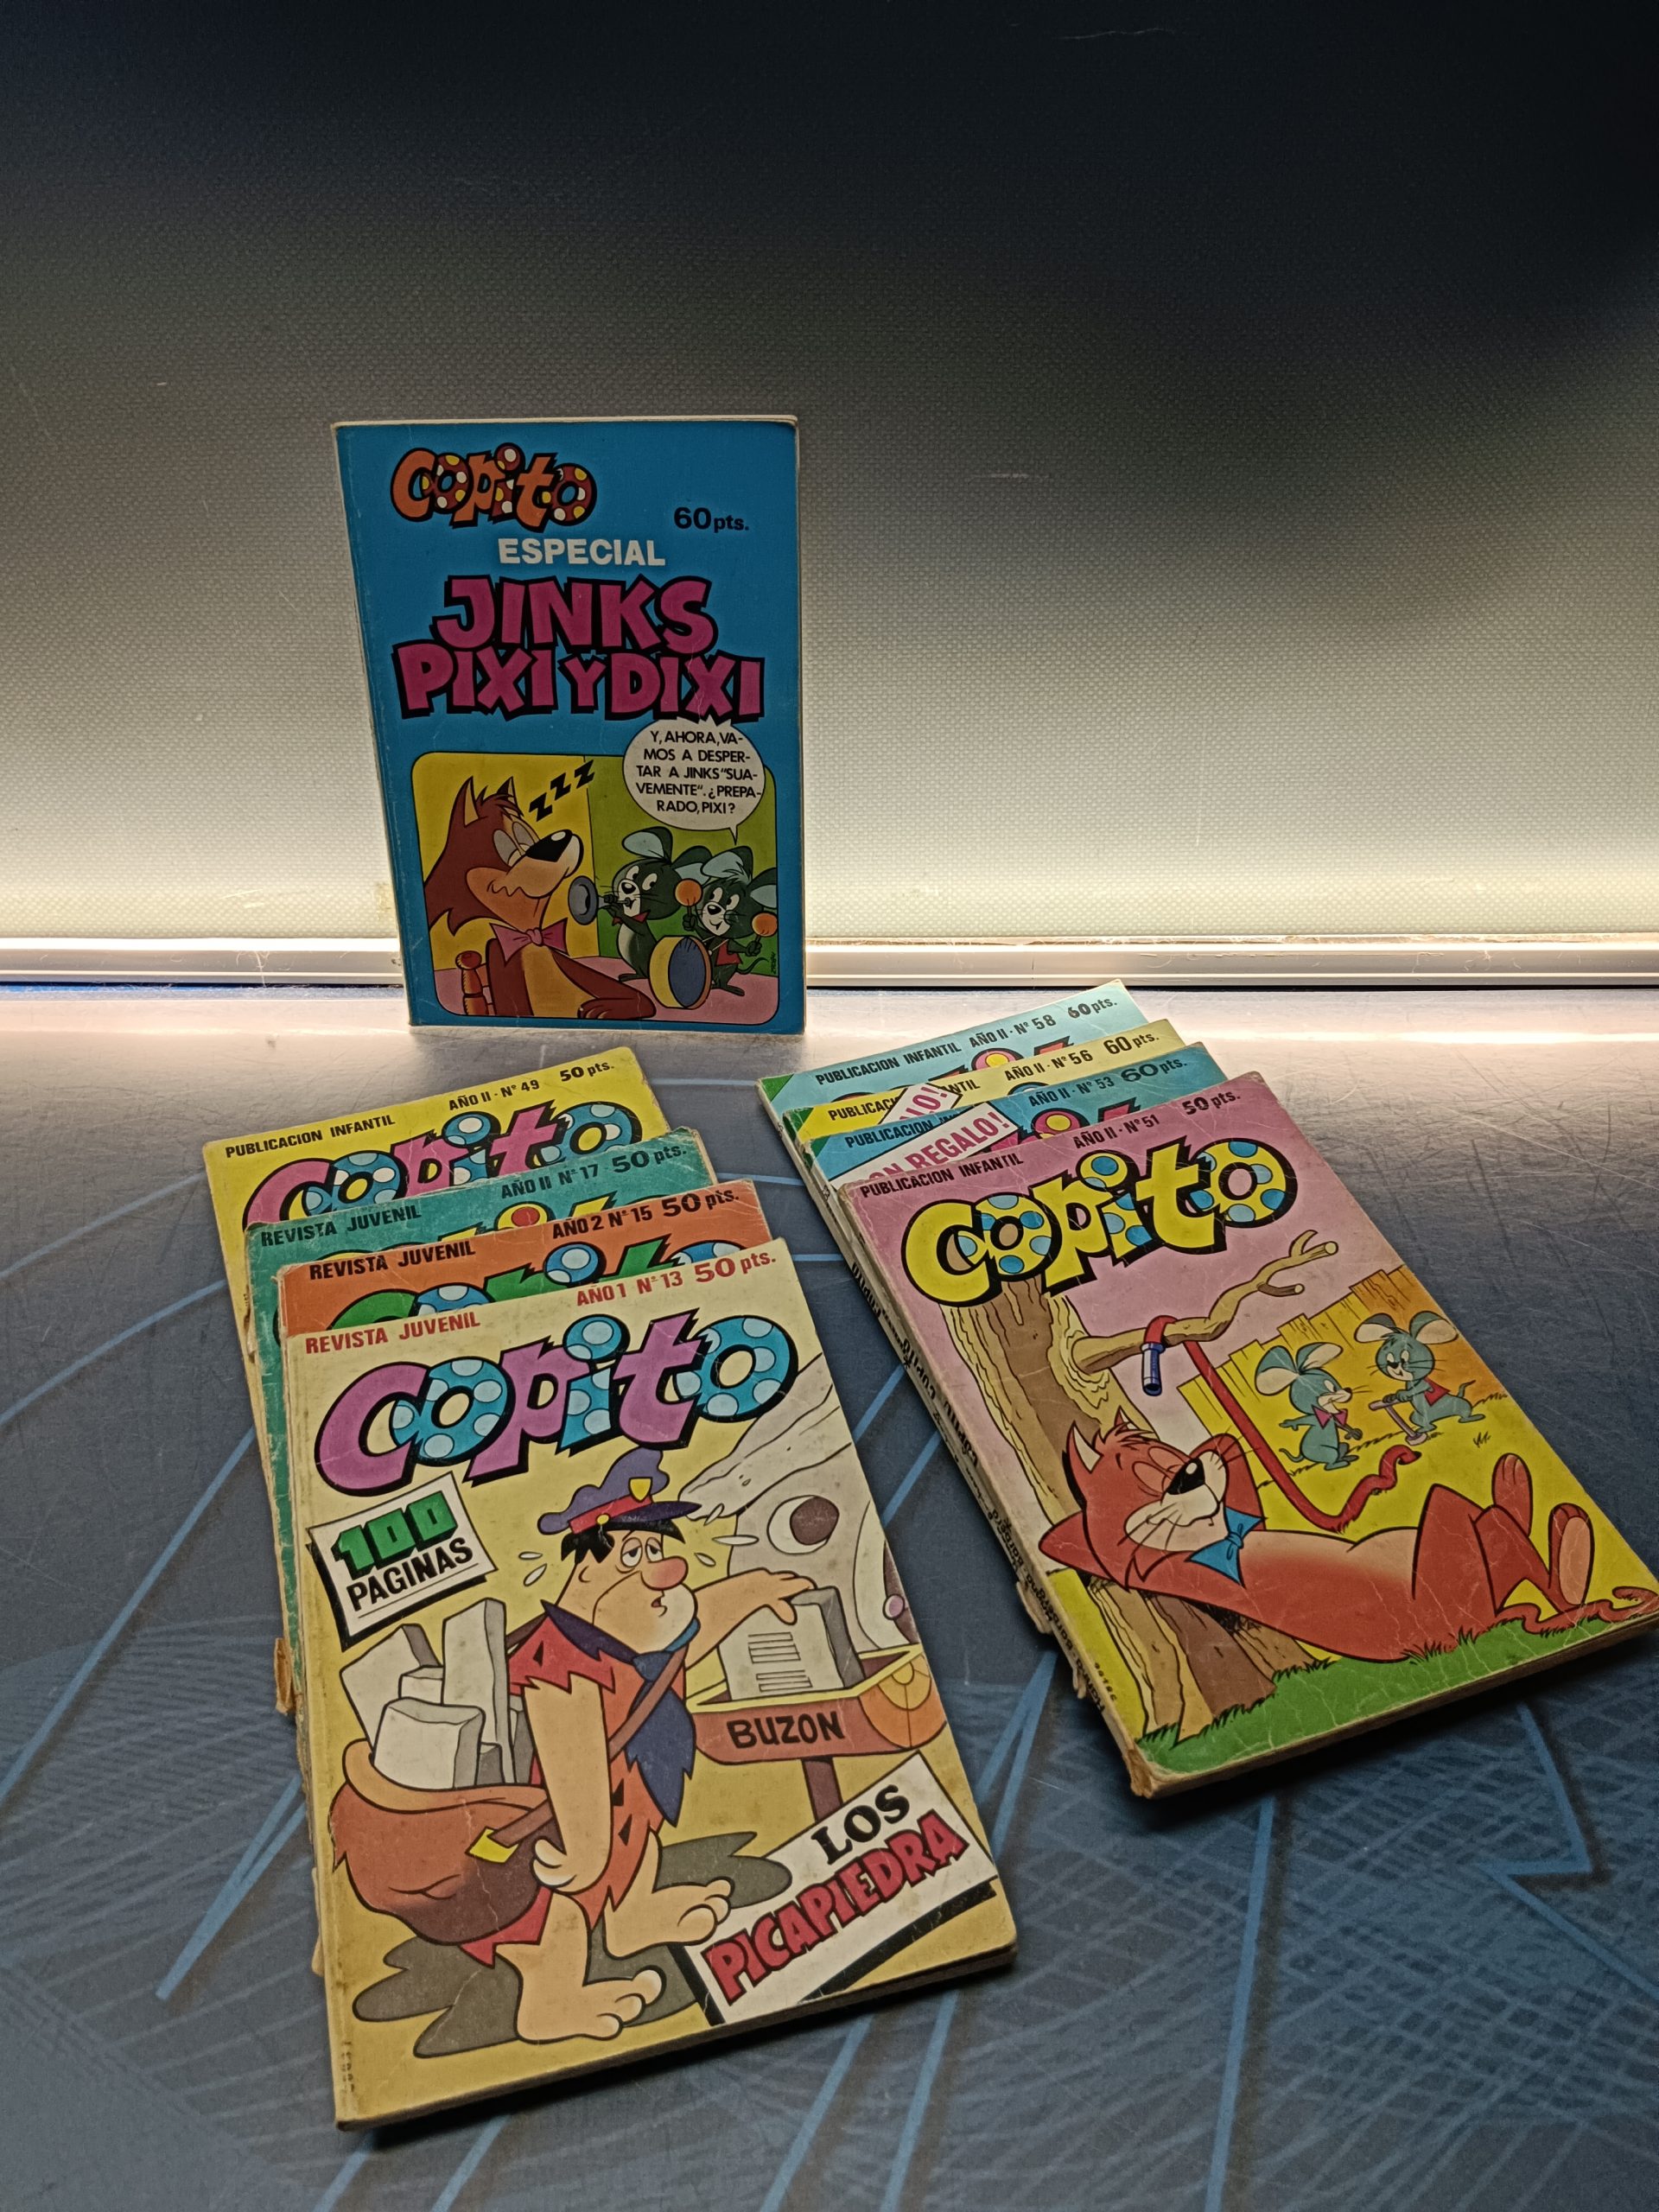 copito
60 pts.
ESPECIAL
JINKS
PIXI Y DIXI
Y, AHORA, VA-
MOS A DESPER-
TAR A JINKS "SUA-
VEMENTE". ¿PREPA-
RADO, PIXI?
ZZZ
PUBLICACION INFANTIL AÑO II - Nº 49 50 pts.
copito
REVISTA JUVENIL AÑO II Nº 17 50 pts.
REVISTA JUVENIL AÑO 2 Nº 15 50 pts.
REVISTA JUVENIL AÑO 1 Nº 13 50 pts.
copito
100
PAGINAS
BUZON
LOS
PICAPIEDRA
PUBLICACION INFANTIL AÑO II - Nº 58 60 pts.
AÑO II - Nº 56 60 pts.
PUBLICACION AÑO II - Nº 53 60 pts.
REGALO!
PUBLICACION INFANTIL AÑO II - Nº 51 50 pts.
copito